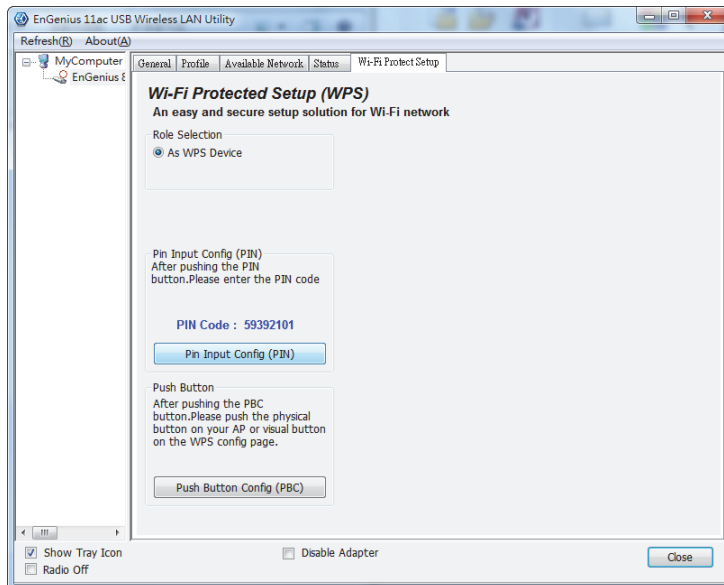 EnGenius 11ac USB Wireless LAN Utility
Refresh(R) About(A)
MyComputer
EnGenius 8
General Profile Available Network Status Wi-Fi Protect Setup
Wi-Fi Protected Setup (WPS)
An easy and secure setup solution for Wi-Fi network
Role Selection
As WPS Device
Pin Input Config (PIN)
After pushing the PIN
button.Please enter the PIN code
PIN Code : 59392101
Pin Input Config (PIN)
Push Button
After pushing the PBC
button.Please push the physical
button on your AP or visual button
on the WPS config page.
Push Button Config (PBC)
Show Tray Icon
Disable Adapter
Radio Off
Close